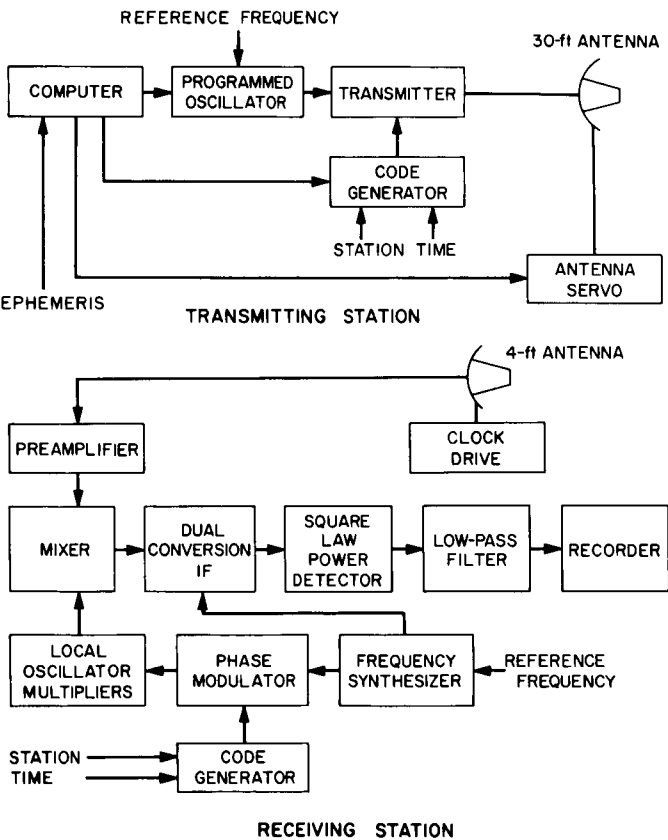 REFERENCE FREQUENCY
30-ft ANTENNA
COMPUTER
PROGRAMMED
OSCILLATOR
TRANSMITTER
CODE
GENERATOR
STATION TIME
ANTENNA
SERVO
EPHEMERIS
TRANSMITTING STATION
4-ft ANTENNA
PREAMPLIFIER
CLOCK
DRIVE
MIXER
DUAL
CONVERSION
IF
SQUARE
LAW
POWER
DETECTOR
LOW-PASS
FILTER
RECORDER
LOCAL
OSCILLATOR
MULTIPLIERS
PHASE
MODULATOR
FREQUENCY
SYNTHESIZER
REFERENCE
FREQUENCY
STATION
TIME
CODE
GENERATOR
RECEIVING STATION